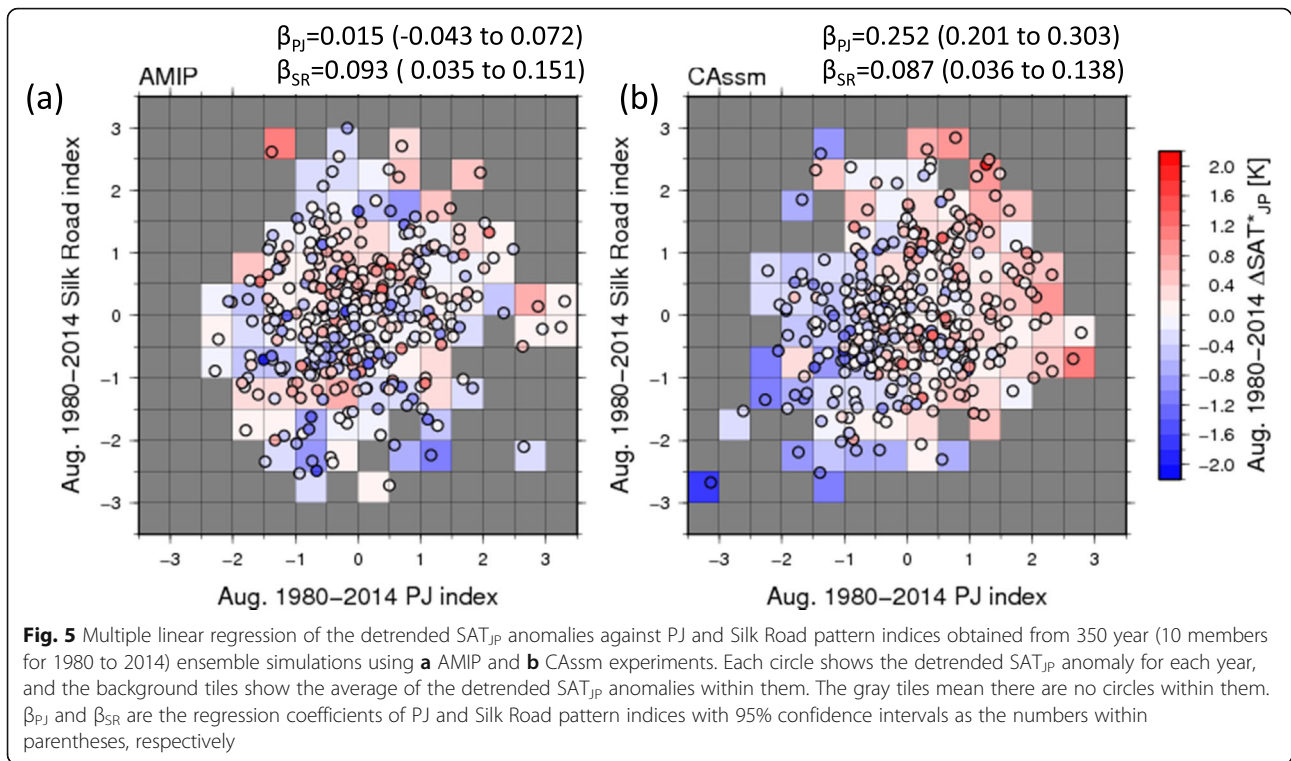 β_PJ=0.015 (-0.043 to 0.072)
β_SR=0.093 ( 0.035 to 0.151)
AMIP
(a)
3
2
1
0
−1
−2
−3
Aug. 1980−2014 Silk Road index
−3 −2 −1 0 1 2 3
Aug. 1980−2014 PJ index
β_PJ=0.252 (0.201 to 0.303)
β_SR=0.087 (0.036 to 0.138)
CAssm
(b)
3
2
1
0
−1
−2
−3
Aug. 1980−2014 Silk Road index
−3 −2 −1 0 1 2 3
Aug. 1980−2014 PJ index
2.0
1.6
1.2
0.8
0.4
0.0
−0.4
−0.8
−1.2
−1.6
−2.0
Aug. 1980−2014 ΔSAT*_JP [K]
Fig. 5 Multiple linear regression of the detrended SAT_JP anomalies against PJ and Silk Road pattern indices obtained from 350 year (10 members
for 1980 to 2014) ensemble simulations using a AMIP and b CAssm experiments. Each circle shows the detrended SAT_JP anomaly for each year,
and the background tiles show the average of the detrended SAT_JP anomalies within them. The gray tiles mean there are no circles within them.
β_PJ and β_SR are the regression coefficients of PJ and Silk Road pattern indices with 95% confidence intervals as the numbers within
parentheses, respectively